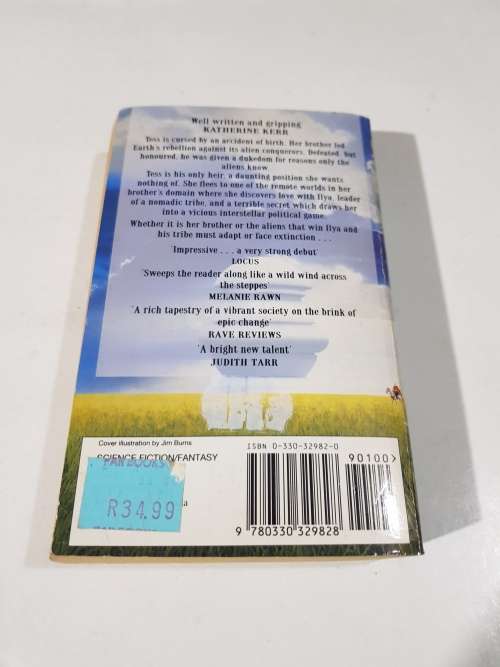 Well written and gripping
KATHERINE KERR
Tess is cursed by an accident of birth. Her brother led
Earth's rebellion against its alien conquerors. Defeated, but
honoured, he was given a dukedom for reasons only the
aliens know.
Tess is his only heir, a daunting position she wants
nothing of. She flees to one of the remote worlds in her
brother's domain where she discovers love with Ilya, leader
of a nomadic tribe, and a terrible secret which draws her
into a vicious interstellar political game.
Whether it is her brother or the aliens that win Ilya and
his tribe must adapt or face extinction . . .
'Impressive . . . a very strong debut'
LOCUS
'Sweeps the reader along like a wild wind across
the steppes'
MELANIE RAWN
'A rich tapestry of a vibrant society on the brink of
epic change'
RAVE REVIEWS
'A bright new talent'
JUDITH TARR
Cover illustration by Jim Burns
SCIENCE FICTION/FANTASY
PAN BOOKS
R34.99
a
ISBN 0-330-32982-0
90100>
9 780330 329828